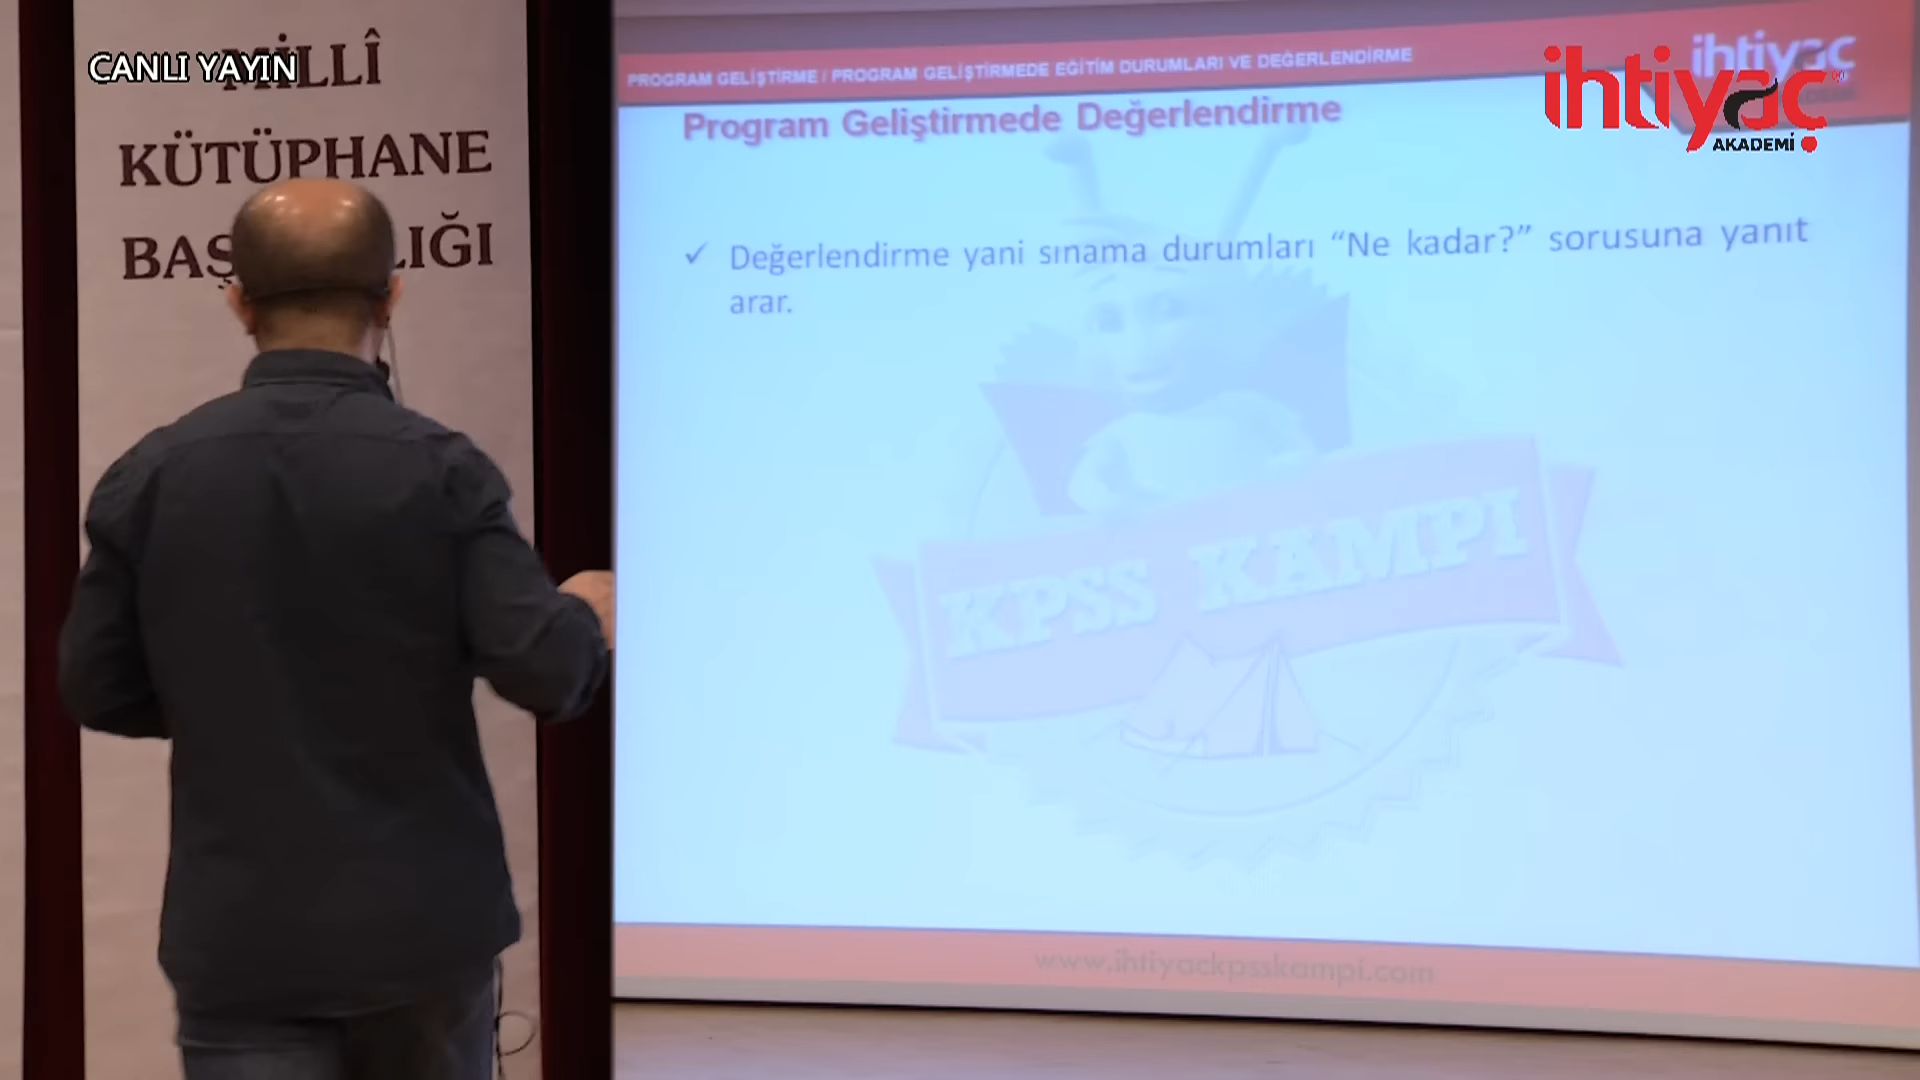 CANLI YAYIN
MİLLÎ
KÜTÜPHANE
LIĞI
PROGRAM GELİŞTİRME / PROGRAM GELİŞTİRMEDE EĞİTİM DURUMLARI VE DEĞERLENDİRME
ihtiyaç
ihtiyaç
AKADEMİ
Program Geliştirmede Değerlendirme
✓ Değerlendirme yani sınama durumları “Ne kadar?” sorusuna yanıt
arar.
KPSS KAMPI
www.ihtiyackpsskampi.com